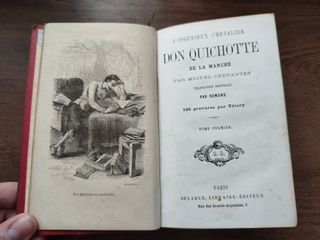 L'INGÉNIEUX CHEVALIER
DON QUICHOTTE
DE LA MANCHE
PAR MIGUEL CERVANTES
TRADUCTION NOUVELLE
PAR RÉMOND
120 gravures par Télory
TOME PREMIER
PARIS
DELARUE, LIBRAIRE-ÉDITEUR
Rue des Grands-Augustins, 3